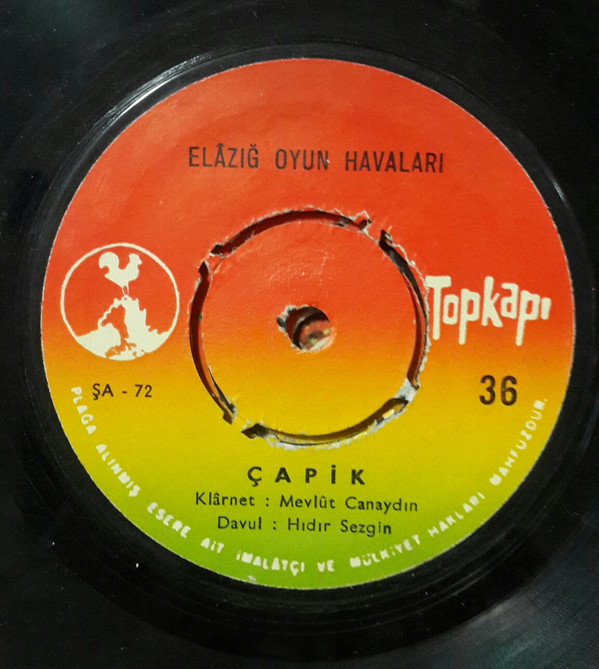 ELÂZIĞ OYUN HAVALARI
Topkapı
ŞA - 72
36
ÇAPİK
Klârnet : Mevlût Canaydın
Davul : Hıdır Sezgin
PLAĞA ALINMIŞ ESERE AİT İMALATÇI VE MÜLKİYET HAKLARI MAHFUZDUR.